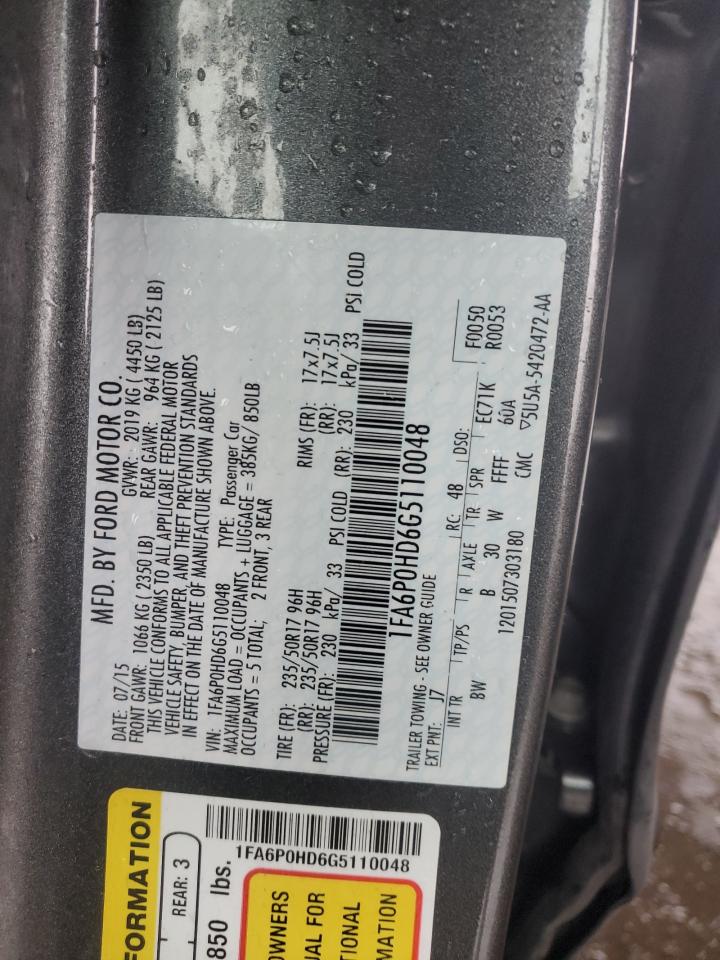 MFD. BY FORD MOTOR CO.
DATE: 07/15 GVWR: 2019 KG ( 4450 LB)
FRONT GAWR: 1066 KG ( 2350 LB) REAR GAWR: 964 KG ( 2125 LB)
THIS VEHICLE CONFORMS TO ALL APPLICABLE FEDERAL MOTOR
VEHICLE SAFETY, BUMPER, AND THEFT PREVENTION STANDARDS
IN EFFECT ON THE DATE OF MANUFACTURE SHOWN ABOVE.
VIN: 1FA6P0HD6G5110048 TYPE: Passenger Car
MAXIMUM LOAD = OCCUPANTS + LUGGAGE = 385KG/ 850LB
OCCUPANTS = 5 TOTAL; 2 FRONT, 3 REAR
TIRE (FR): 235/50R17 96H RIMS (FR): 17x7.5J
(RR): 235/50R17 96H (RR): 17x7.5J
PRESSURE (FR): 230 kPa/ 33 PSI COLD (RR): 230 kPa/ 33 PSI COLD
1FA6P0HD6G5110048
TRAILER TOWING - SEE OWNER GUIDE
EXT PNT: J7 RC: 48 DSO: F0050
R0053
INT TR TP/PS R AXLE TR SPR EC71K
BW B 30 W FFFF 60A
1201507303180 CMC ▽5U5A-5420472-AA
FORMATION
REAR: 3
850 lbs.
1FA6P0HD6G5110048
OWNERS
UAL FOR
TIONAL
MATION